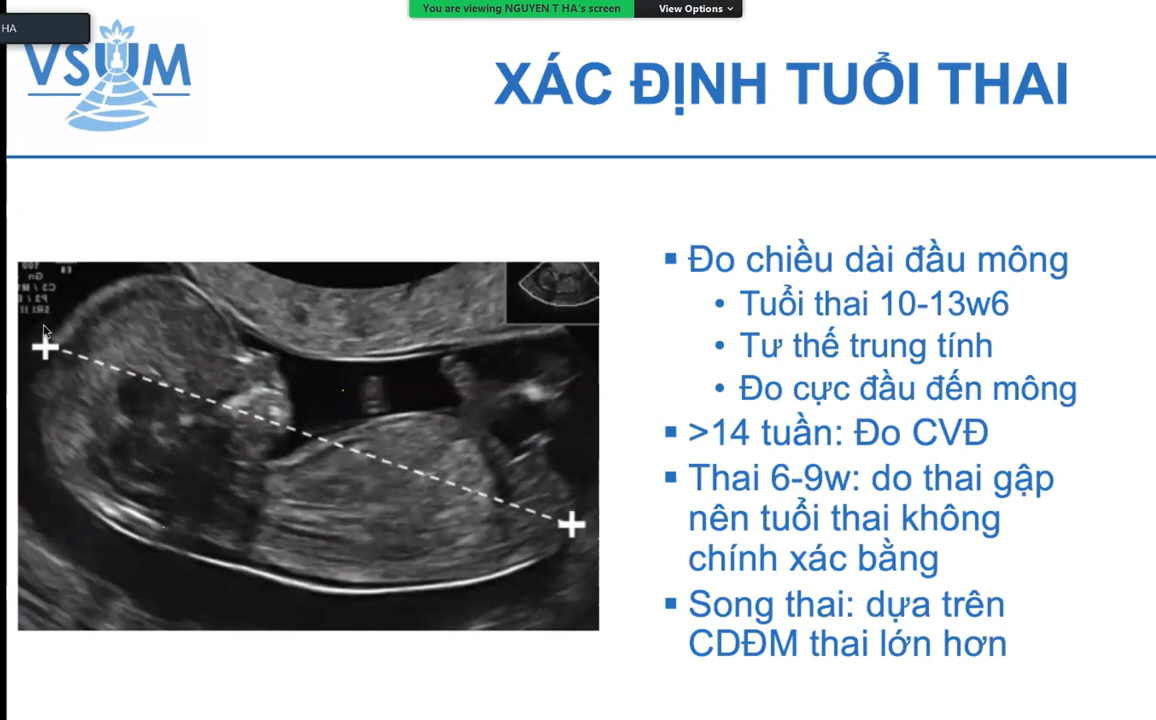 You are viewing NGUYEN T HA's screen
View Options
HA
VSUM
XÁC ĐỊNH TUỔI THAI
▪ Đo chiều dài đầu mông
• Tuổi thai 10-13w6
• Tư thế trung tính
• Đo cực đầu đến mông
▪ >14 tuần: Đo CVĐ
▪ Thai 6-9w: do thai gập
nên tuổi thai không
chính xác bằng
▪ Song thai: dựa trên
CDĐM thai lớn hơn